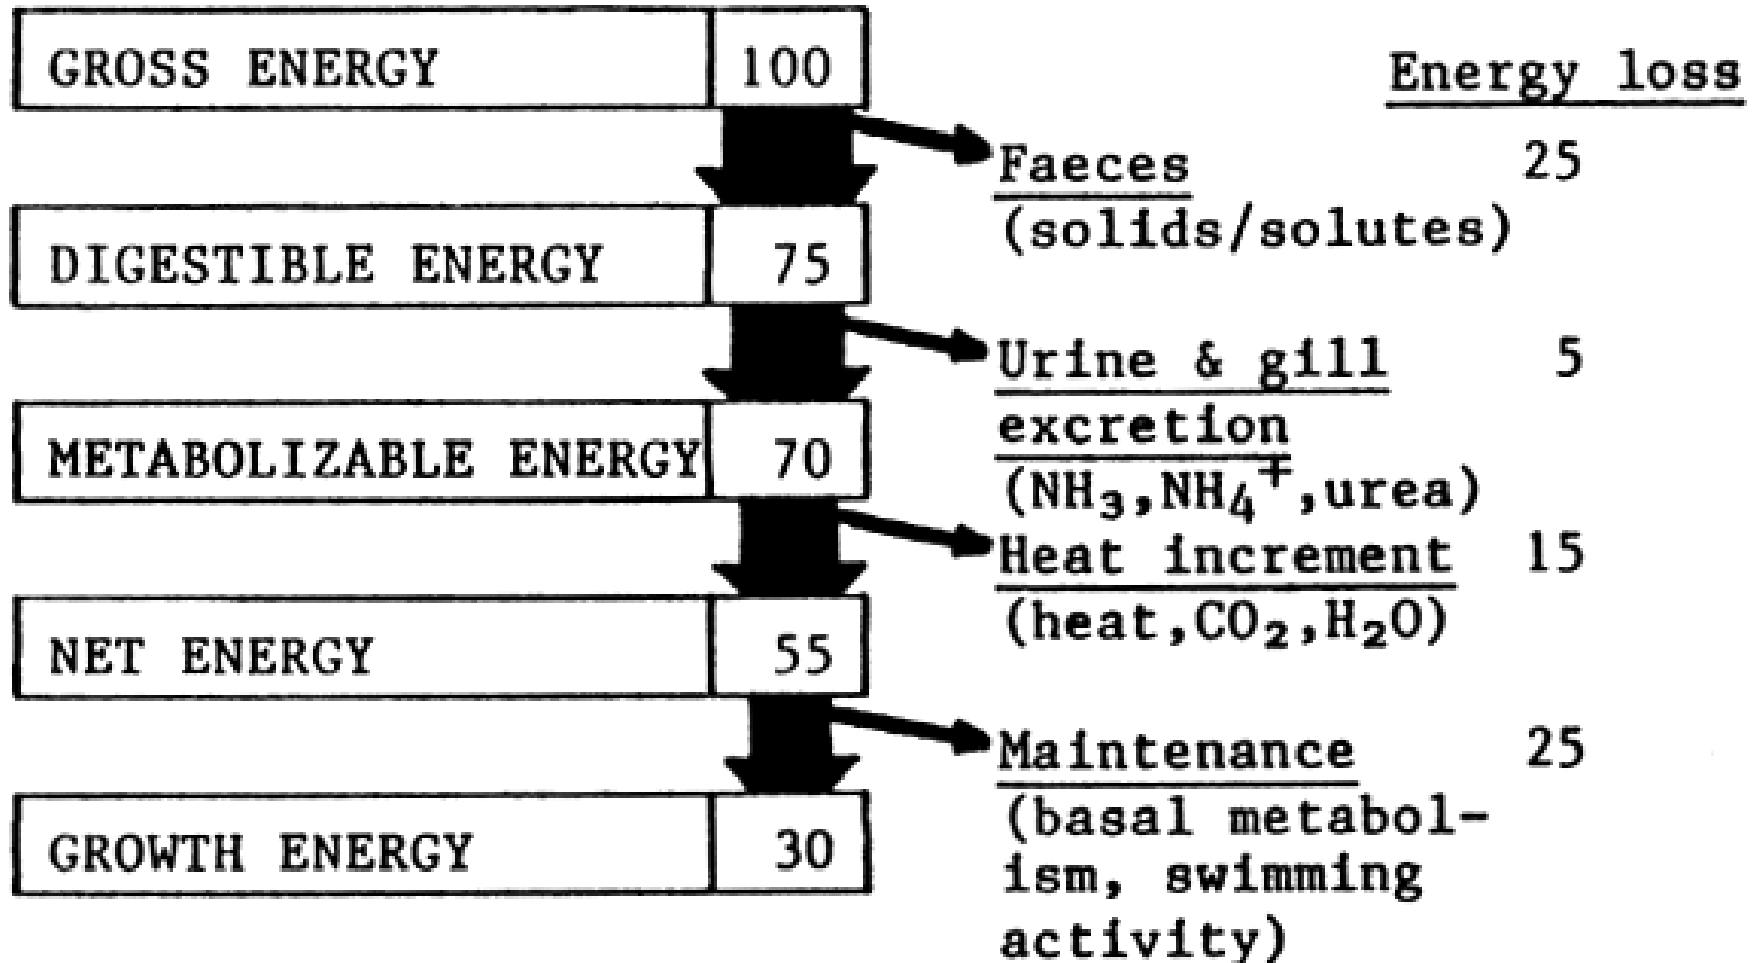 GROSS ENERGY 100
Energy loss
Faeces 25
(solids/solutes)
DIGESTIBLE ENERGY 75
Urine & gill 5
excretion
(NH₃,NH₄⁺,urea)
METABOLIZABLE ENERGY 70
Heat increment 15
(heat,CO₂,H₂O)
NET ENERGY 55
Maintenance 25
(basal metabol-
ism, swimming
activity)
GROWTH ENERGY 30